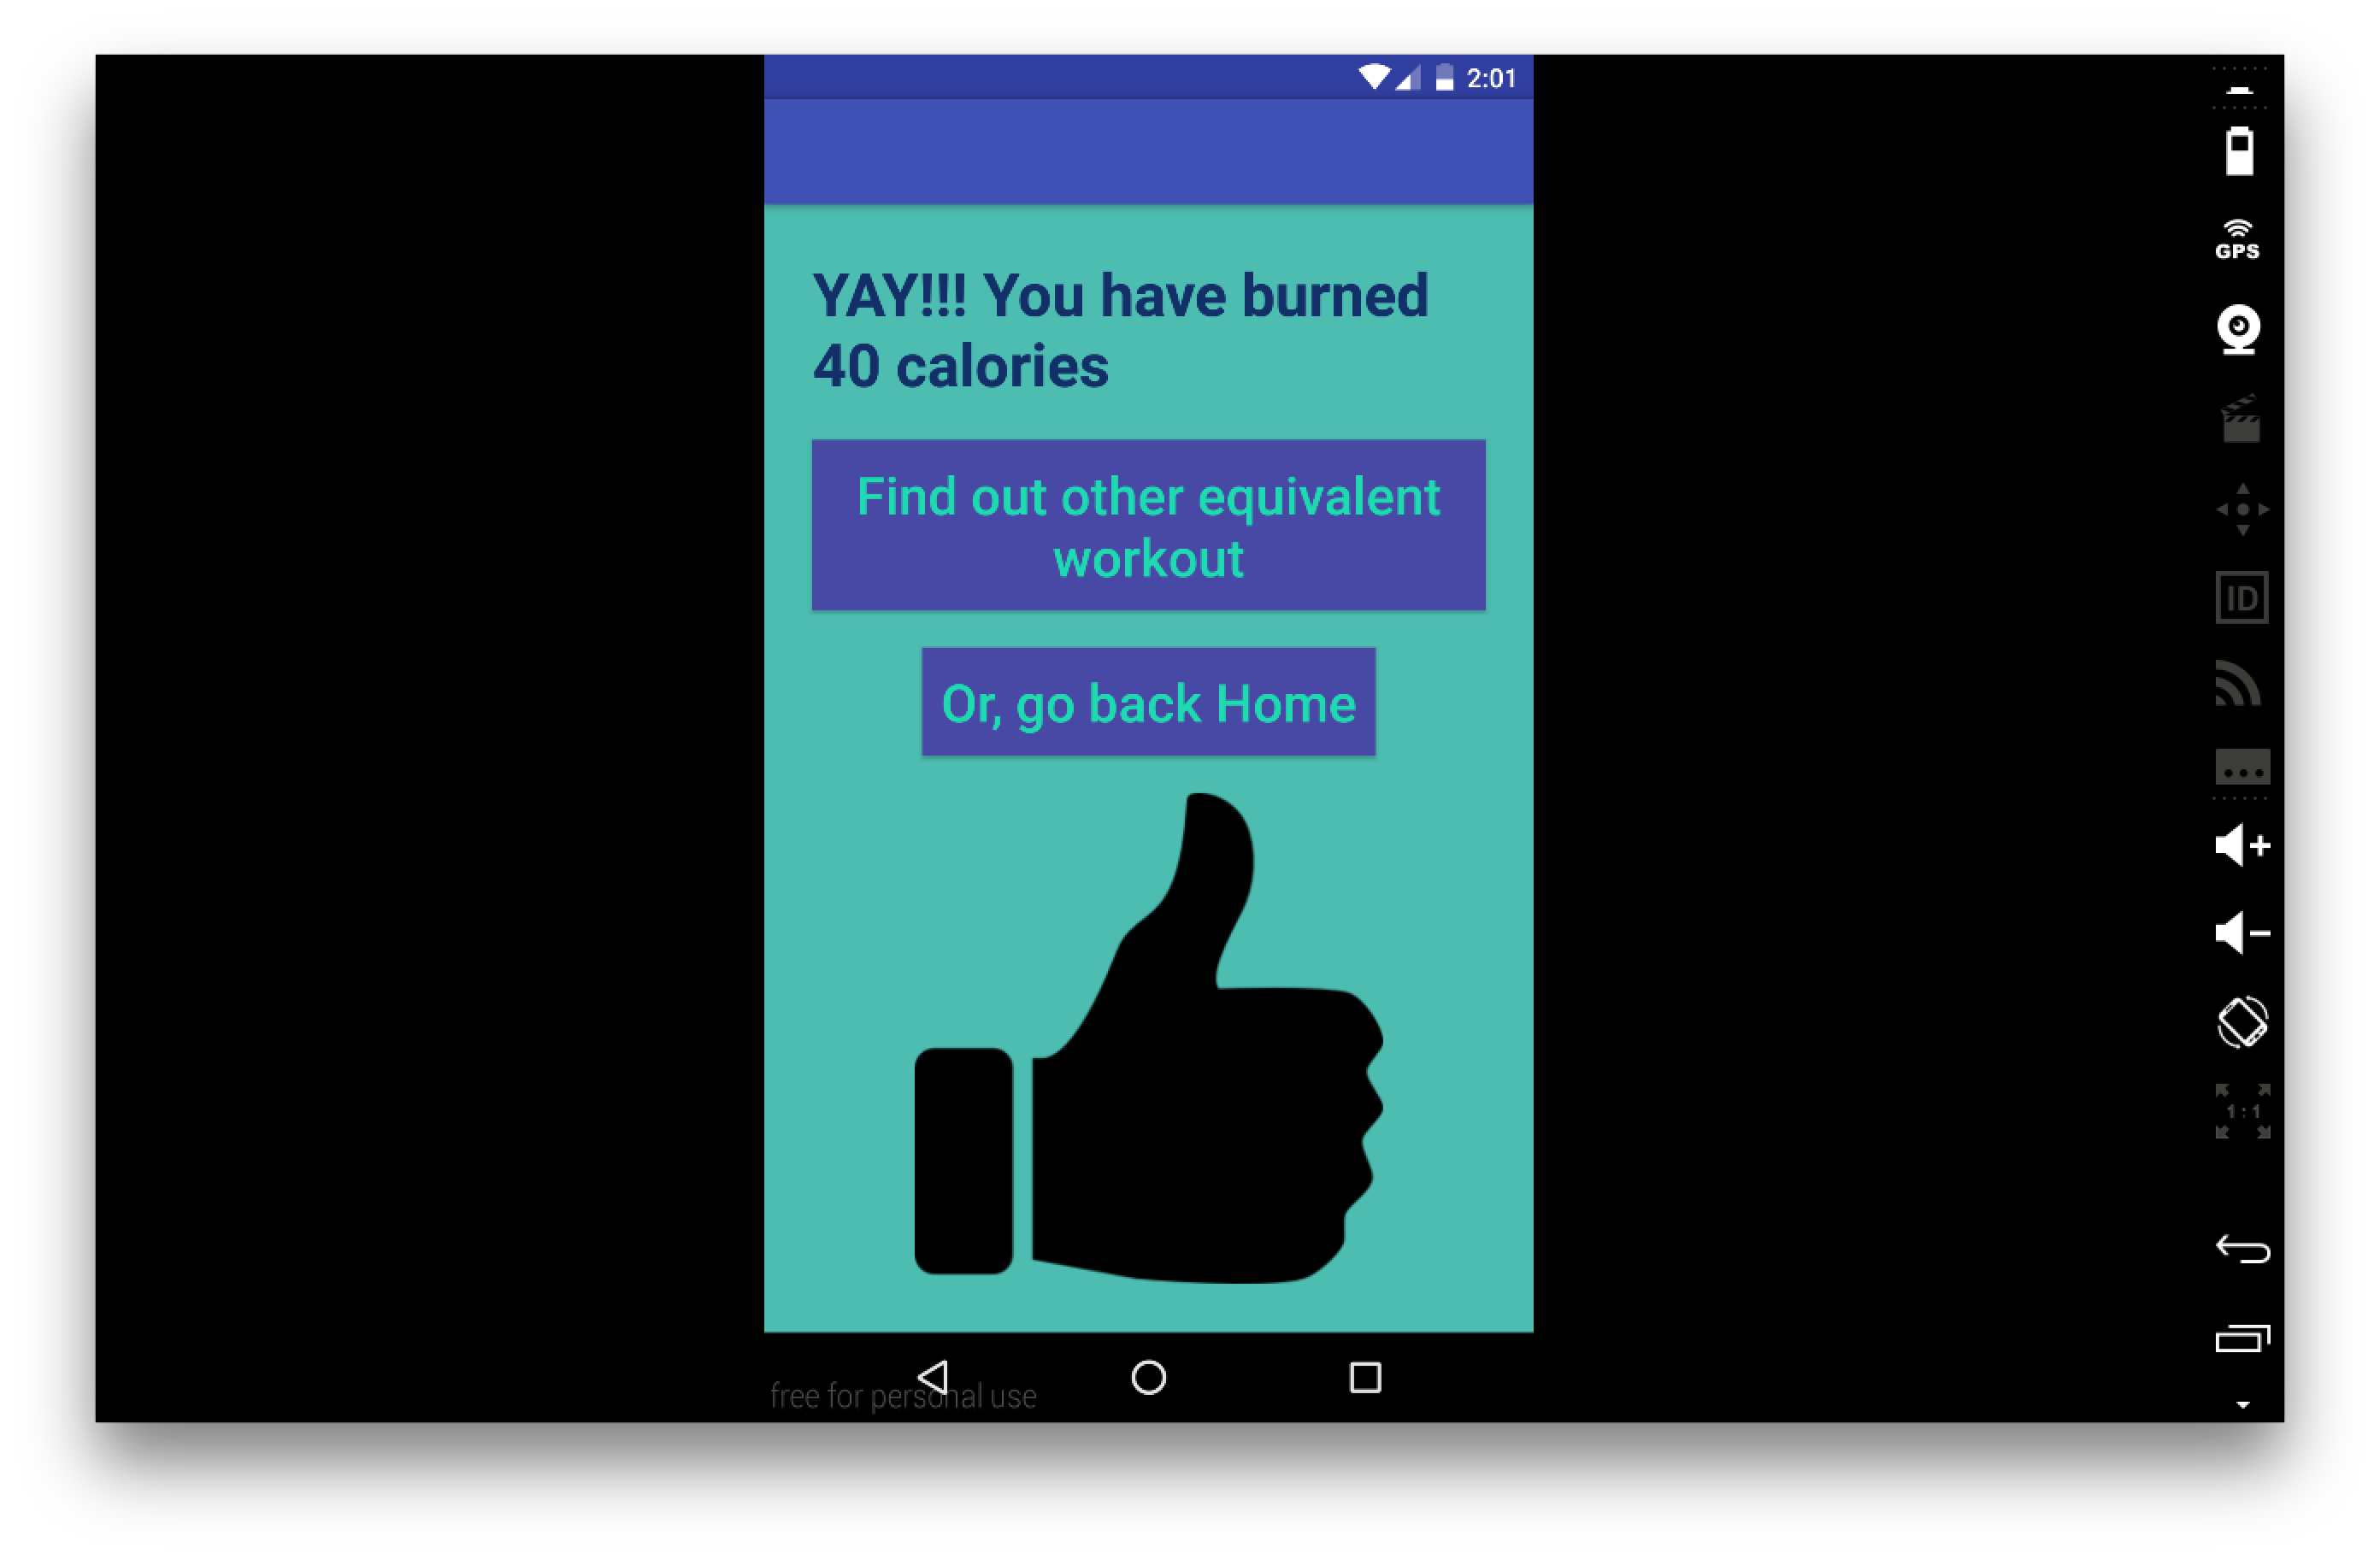 2:01
GPS
YAY!!! You have burned
40 calories
Find out other equivalent
workout
ID
Or, go back Home
1:1
free for personal use